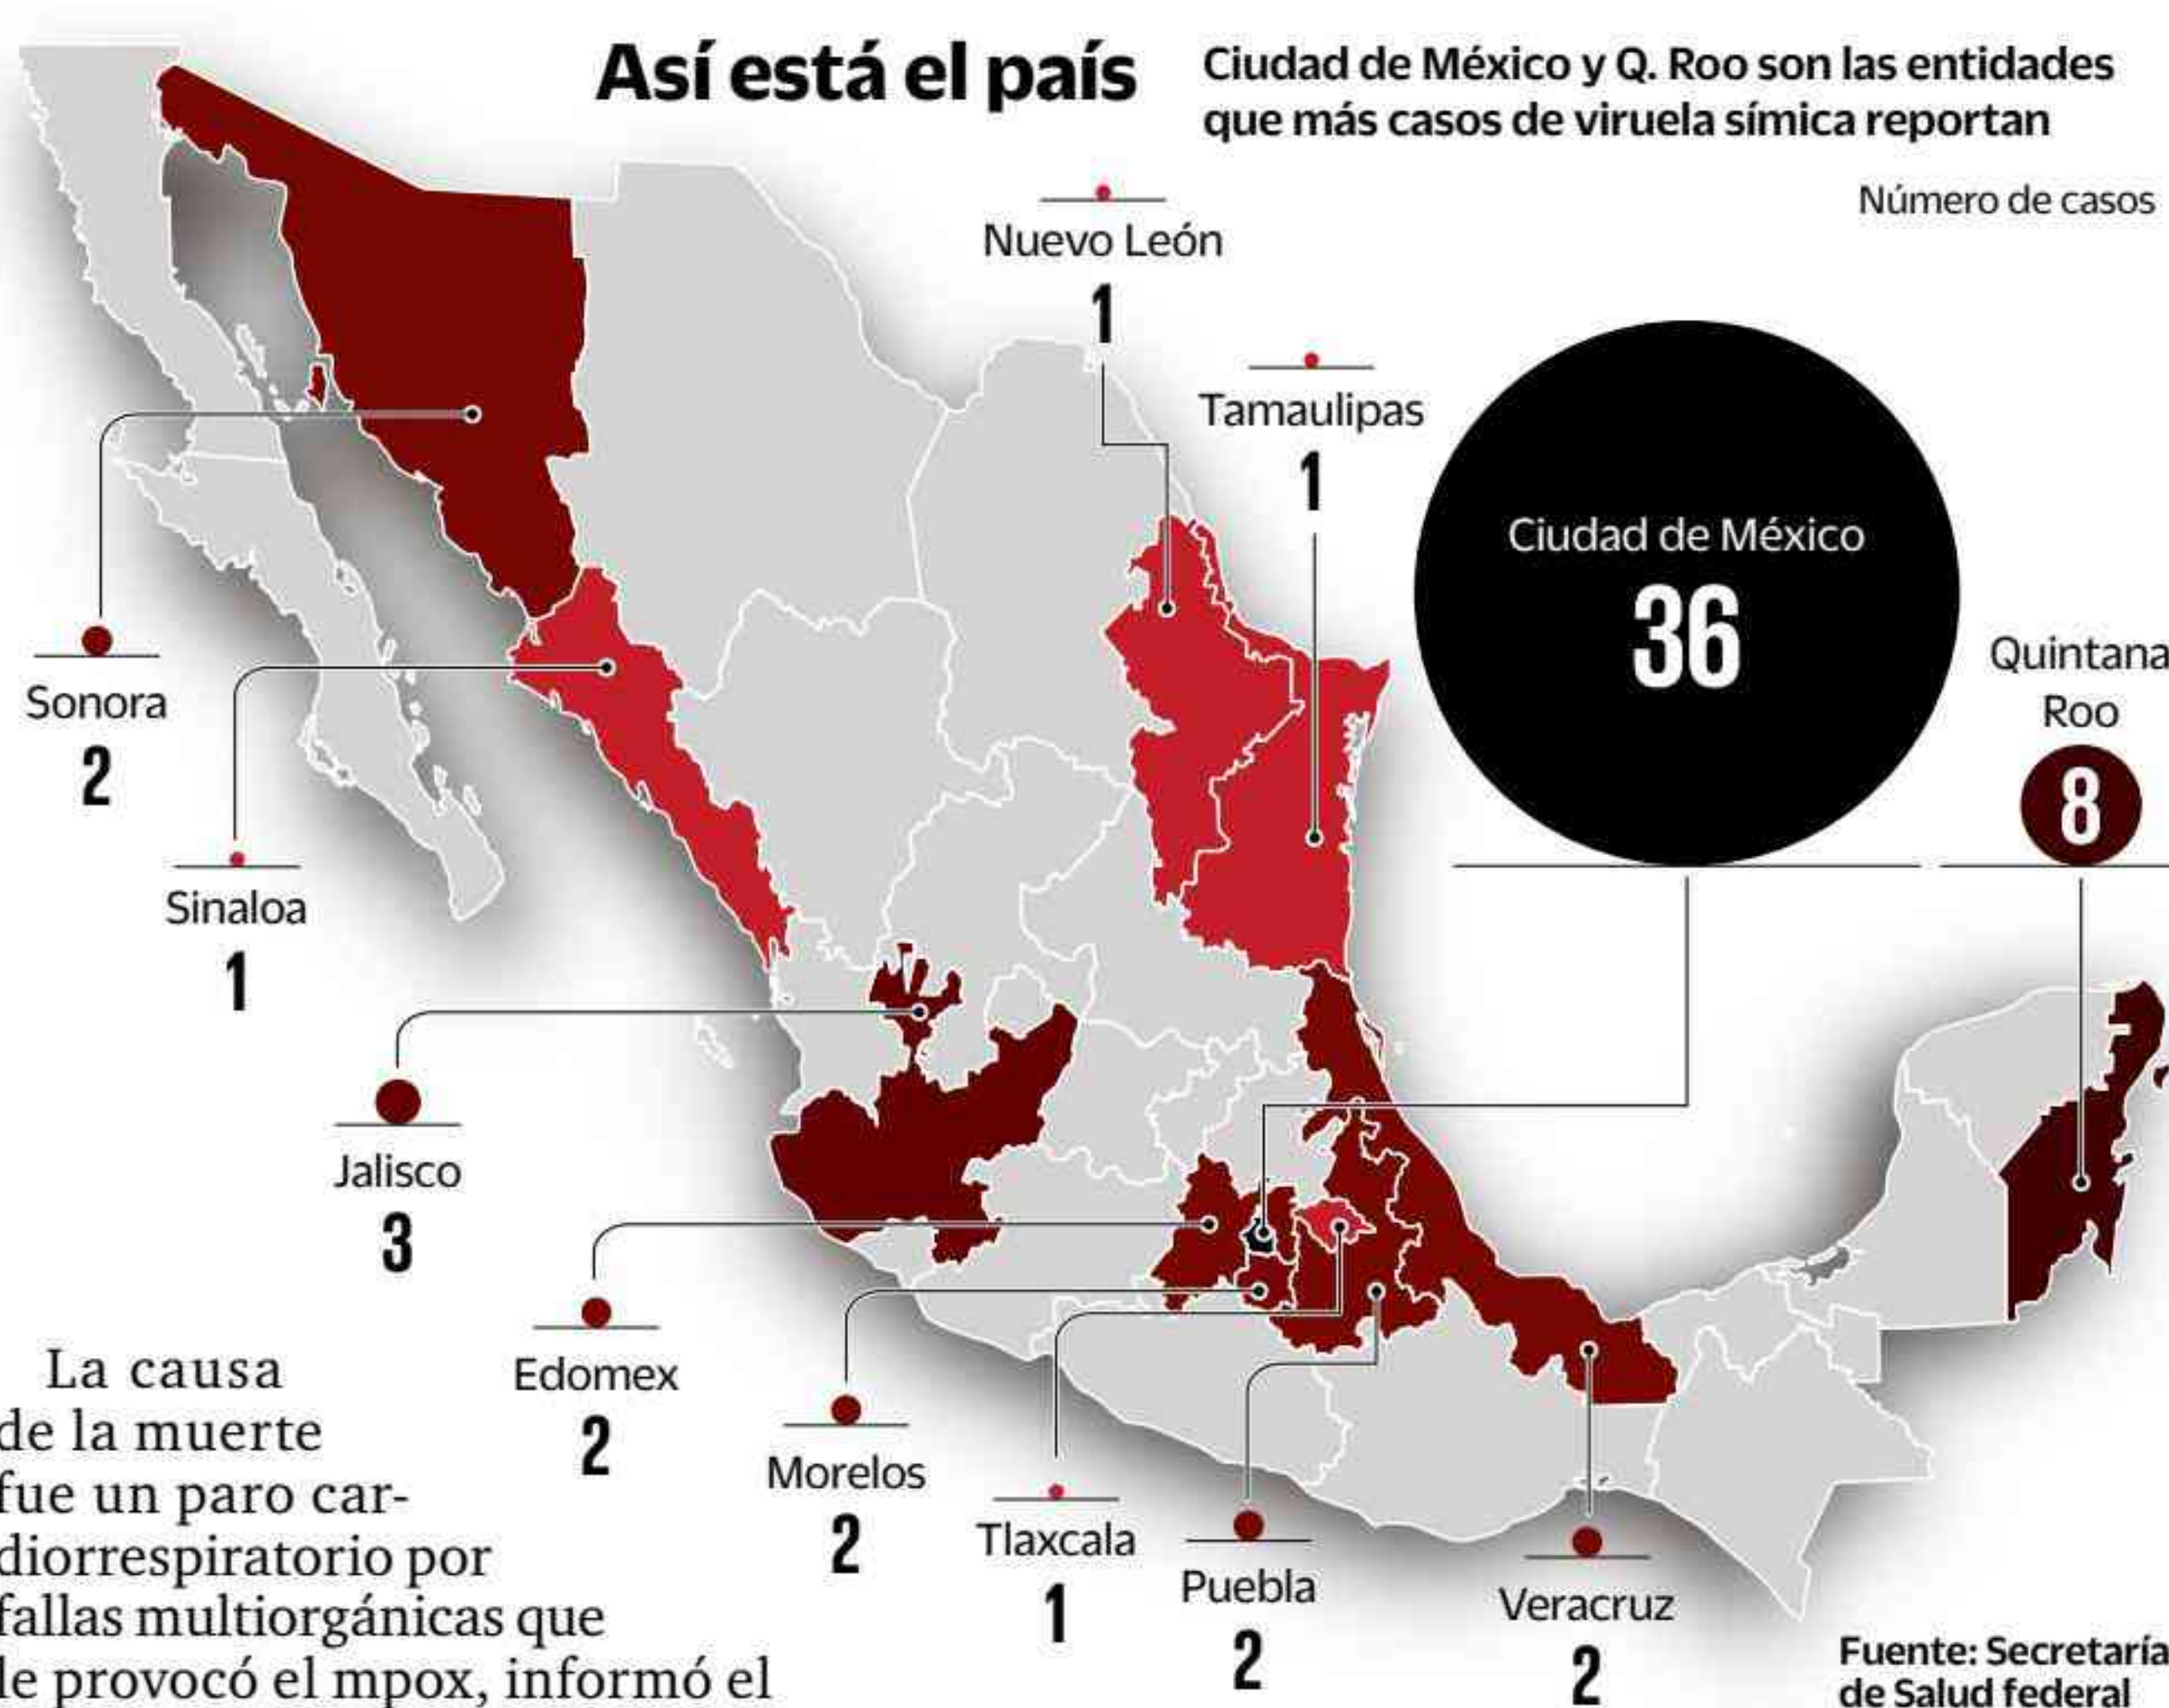 Así está el país
Ciudad de México y Q. Roo son las entidades
que más casos de viruela símica reportan
Número de casos
Nuevo León
1
Tamaulipas
1
Ciudad de México
36
Quintana
Roo
8
Sonora
2
Sinaloa
1
Jalisco
3
Edomex
2
Morelos
2
Tlaxcala
1
Puebla
2
Veracruz
2
La causa
de la muerte
fue un paro car-
diorrespiratorio por
fallas multiorgánicas que
le provocó el mpox, informó el
Fuente: Secretaría
de Salud federal